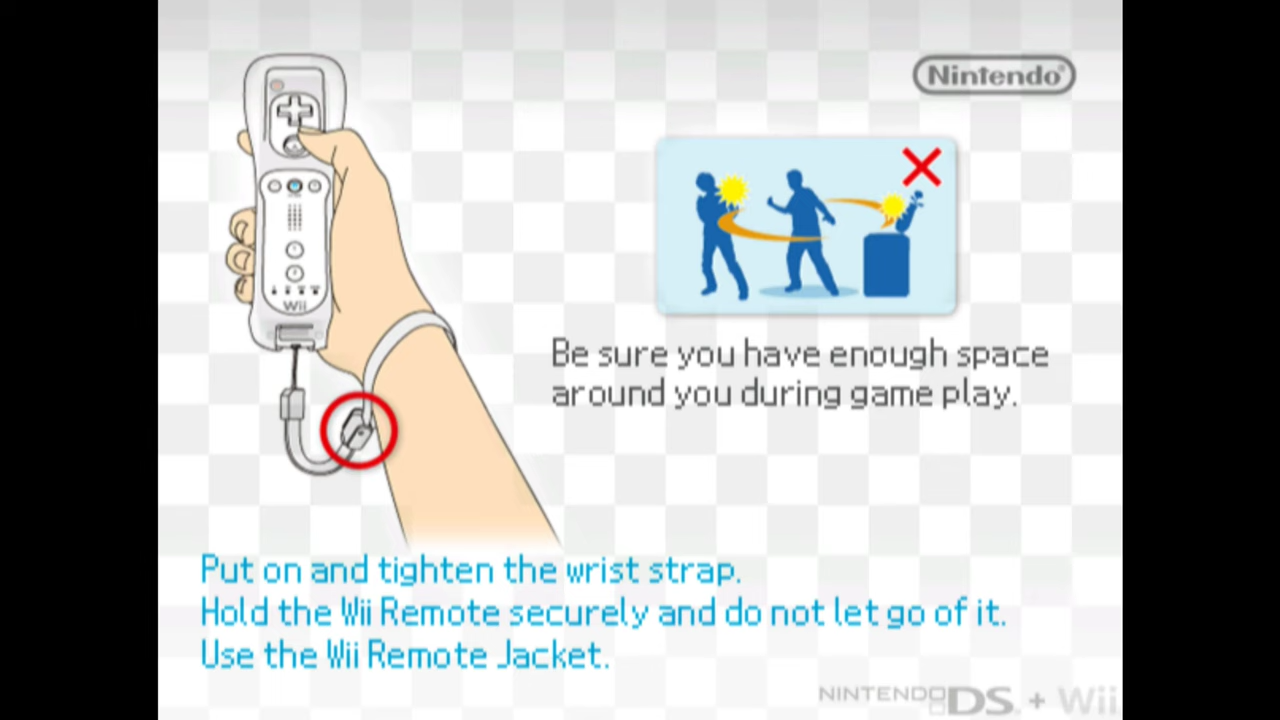 Nintendo®
Be sure you have enough space
around you during game play.
Wii
Put on and tighten the wrist strap.
Hold the Wii Remote securely and do not let go of it.
Use the Wii Remote Jacket.
NINTENDO DS + Wii